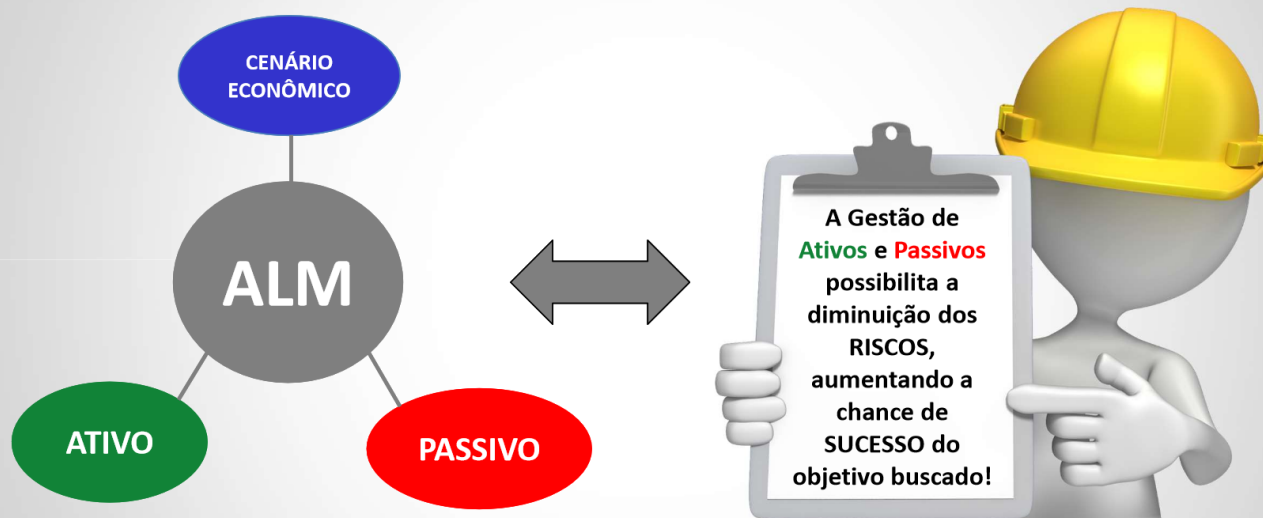 CENÁRIO
ECONÔMICO
ALM
ATIVO
PASSIVO
A Gestão de
Ativos e Passivos
possibilita a
diminuição dos
RISCOS,
aumentando a
chance de
SUCESSO do
objetivo buscado!